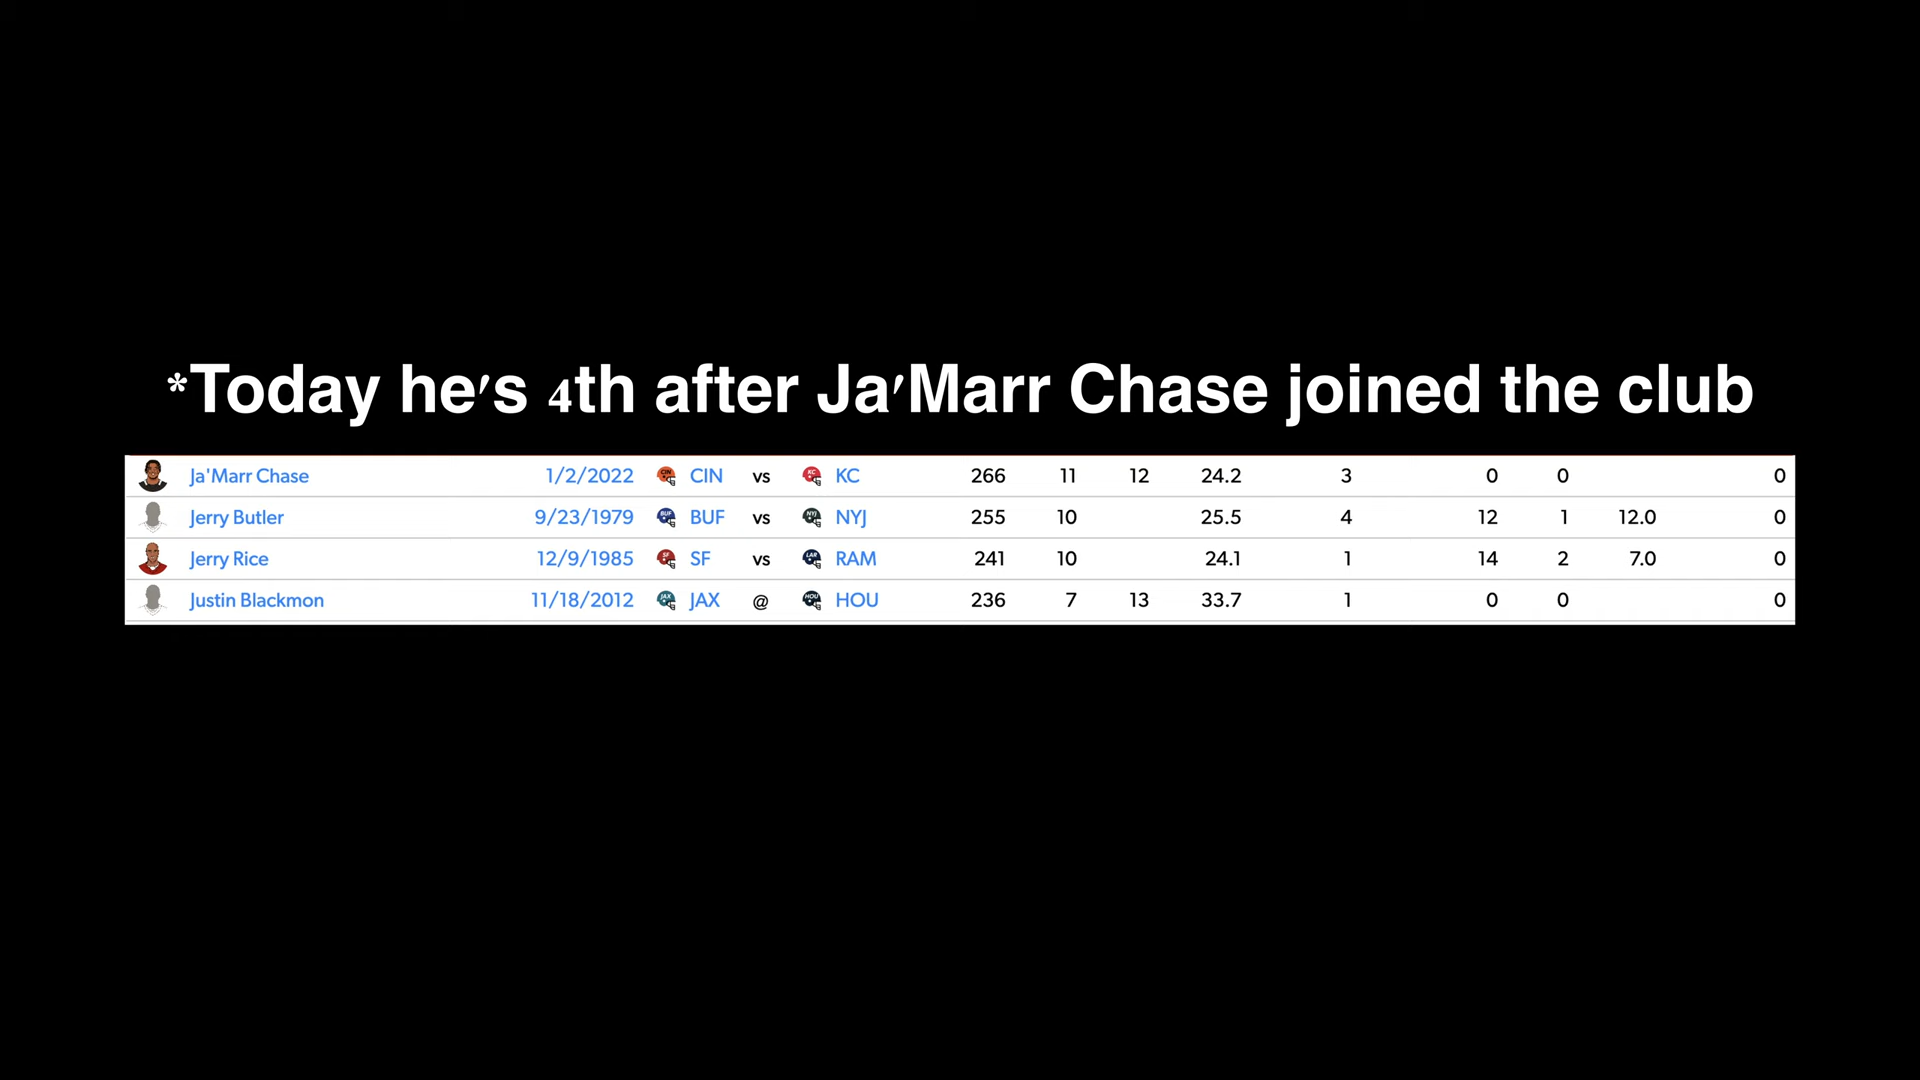 *Today he's 4th after Ja'Marr Chase joined the club
Ja'Marr Chase 1/2/2022 CIN vs KC 266 11 12 24.2 3 0 0 0
Jerry Butler 9/23/1979 BUF vs NYJ 255 10 25.5 4 12 1 12.0 0
Jerry Rice 12/9/1985 SF vs RAM 241 10 24.1 1 14 2 7.0 0
Justin Blackmon 11/18/2012 JAX @ HOU 236 7 13 33.7 1 0 0 0